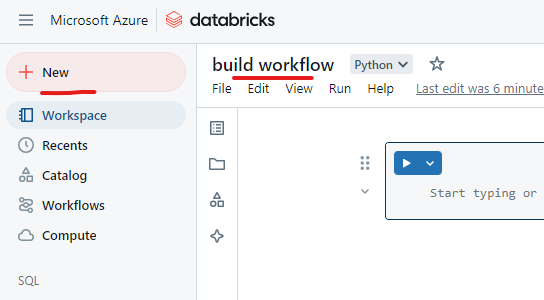 Microsoft Azure databricks
New
Workspace
Recents
Catalog
Workflows
Compute
SQL
build workflow Python
File Edit View Run Help Last edit was 6 minute
Start typing or